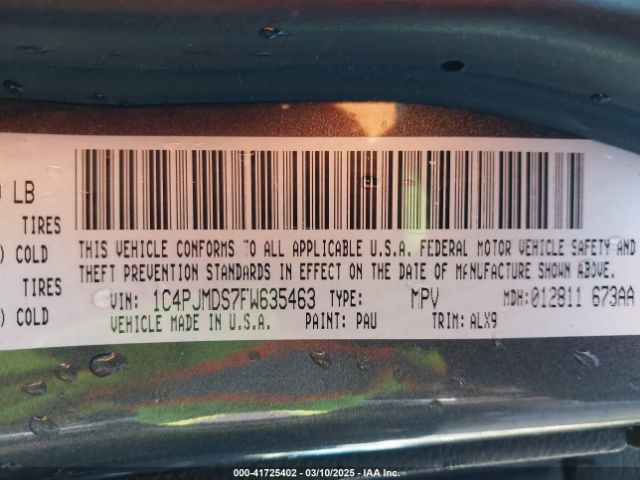 LB
TIRES
COLD
TIRES
COLD
THIS VEHICLE CONFORMS TO ALL APPLICABLE U.S.A. FEDERAL MOTOR VEHICLE SAFETY AND
THEFT PREVENTION STANDARDS IN EFFECT ON THE DATE OF MANUFACTURE SHOWN ABOVE.
VIN: 1C4PJMDS7FW635463 TYPE: MPV MDH:012811 673AA
VEHICLE MADE IN U.S.A. PAINT: PAU TRIM: ALX9
000-41725402 — 03/10/2025 — IAA Inc.